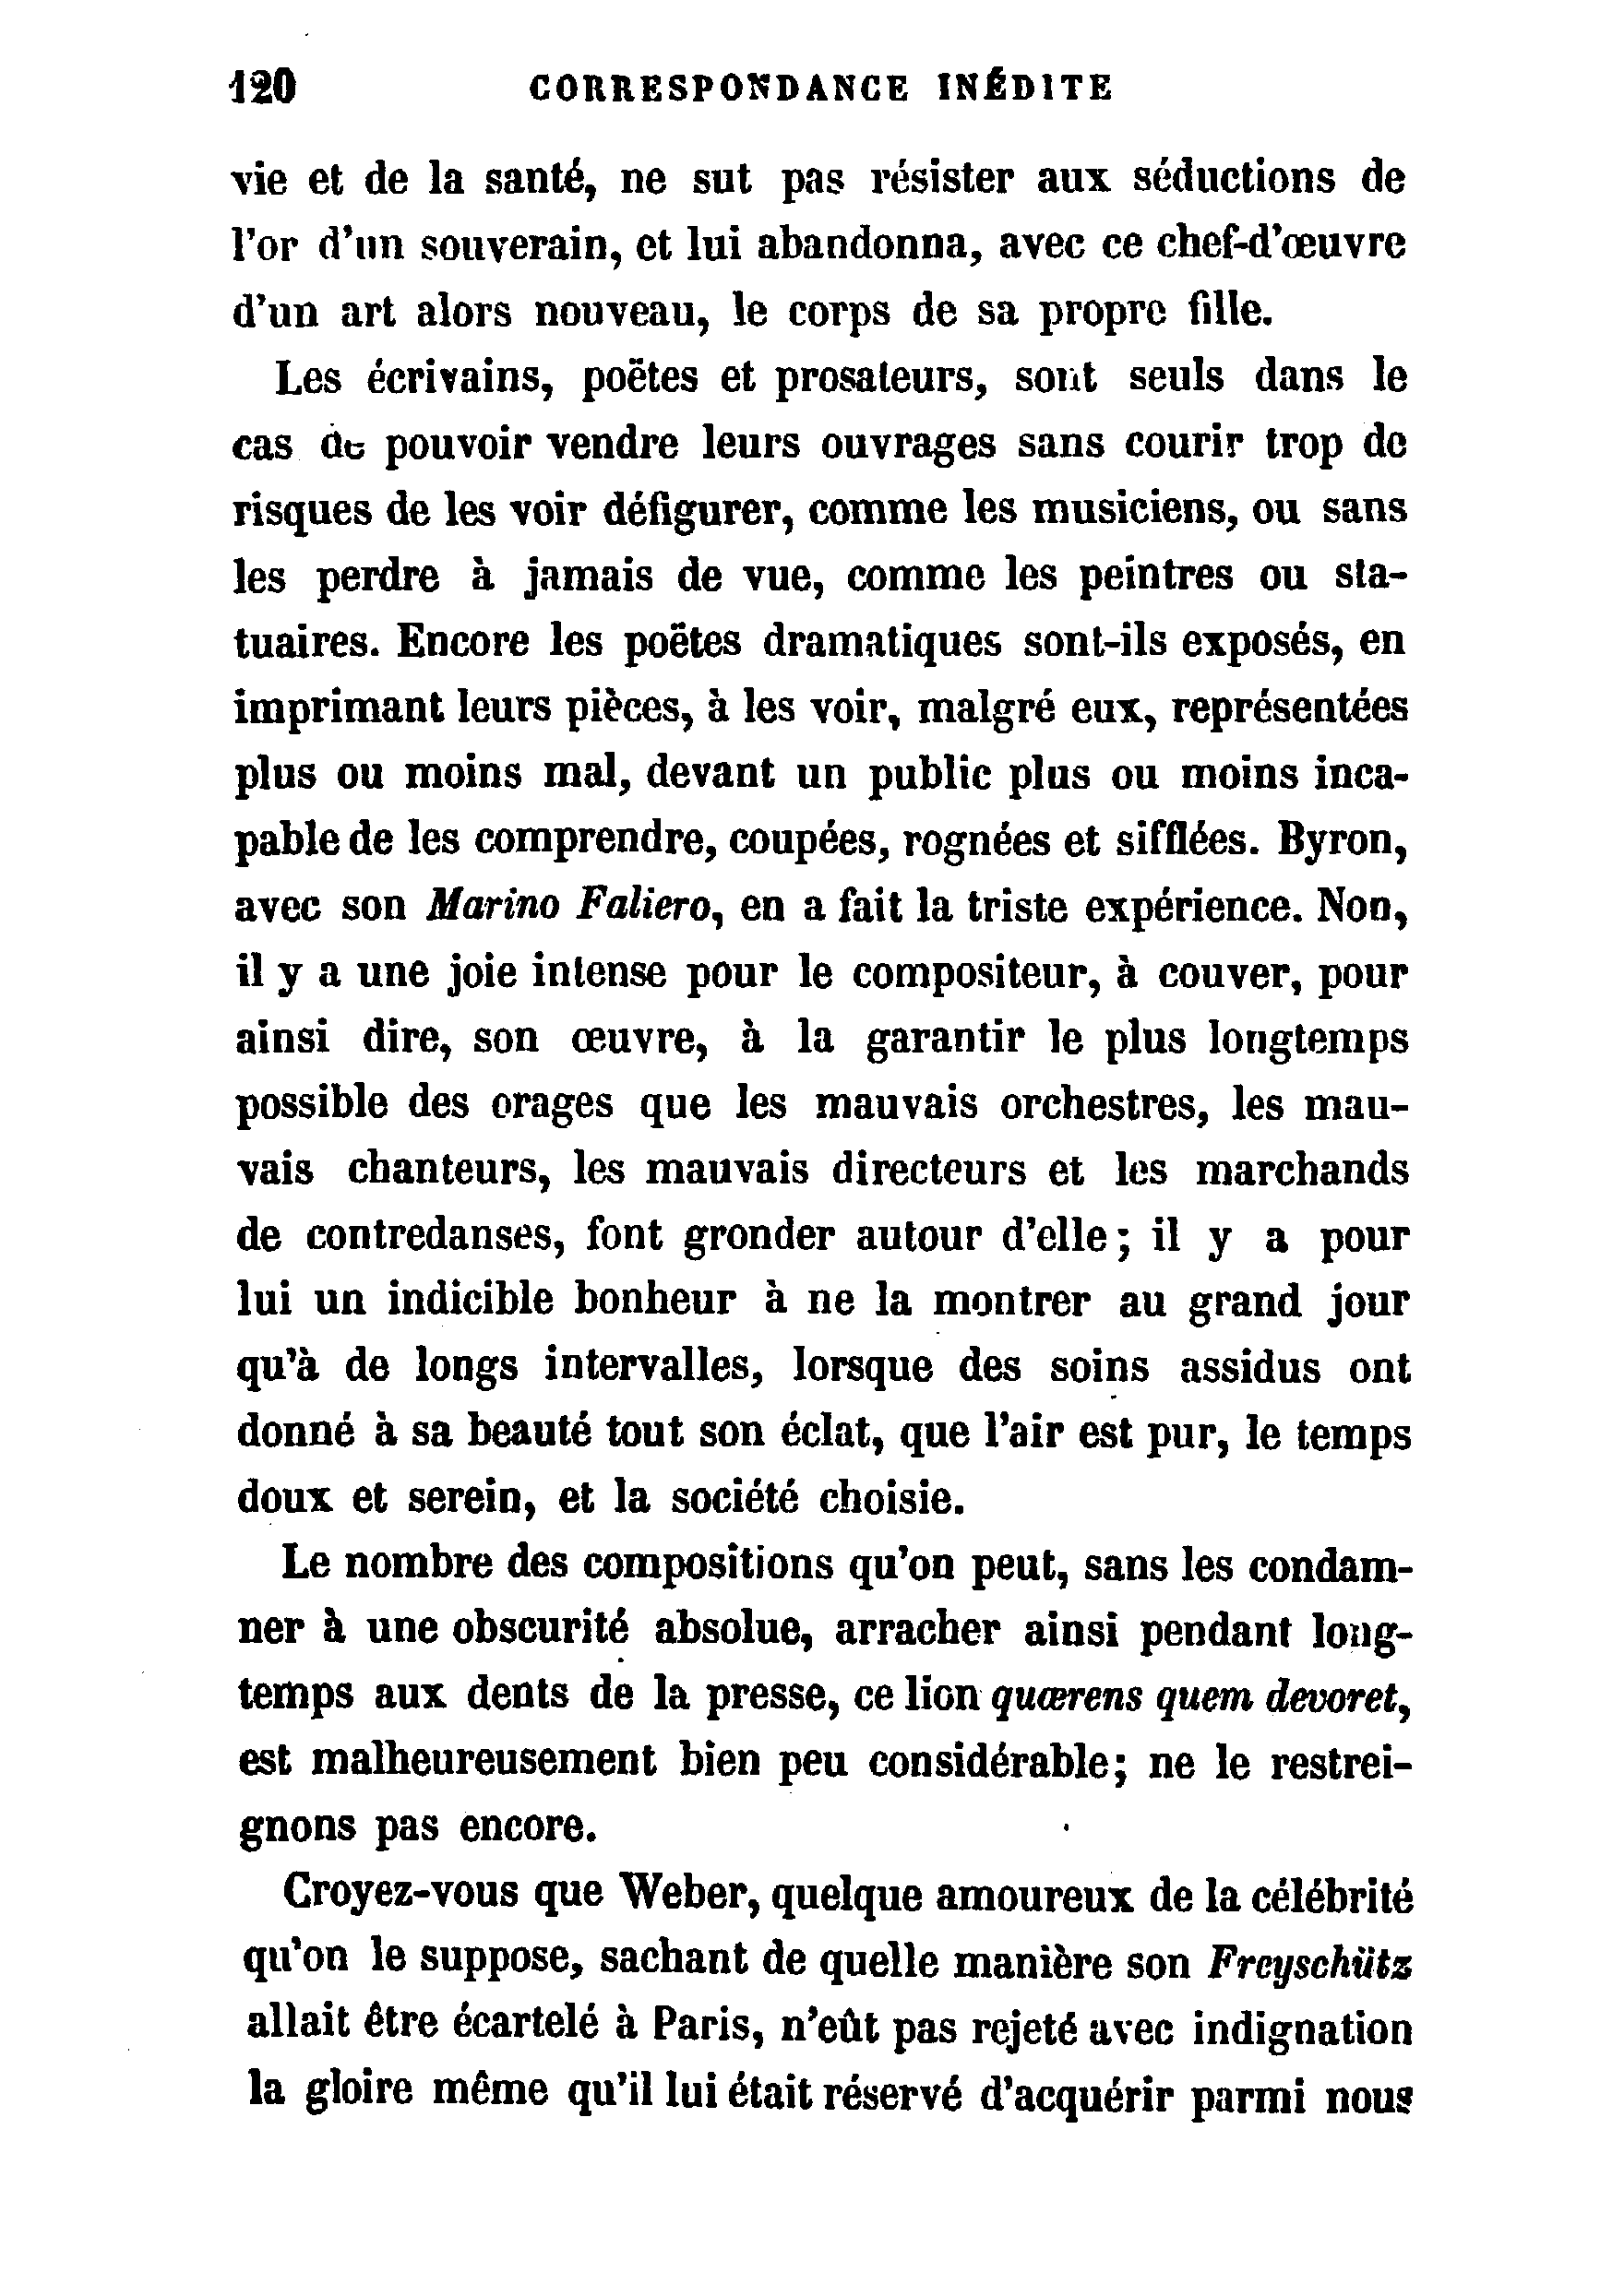 120 CORRESPONDANCE INÉDITE
vie et de la santé, ne sut pas résister aux séductions de
l'or d'un souverain, et lui abandonna, avec ce chef-d'œuvre
d'un art alors nouveau, le corps de sa propre fille.
Les écrivains, poëtes et prosateurs, sont seuls dans le
cas de pouvoir vendre leurs ouvrages sans courir trop de
risques de les voir défigurer, comme les musiciens, ou sans
les perdre à jamais de vue, comme les peintres ou sta-
tuaires. Encore les poëtes dramatiques sont-ils exposés, en
imprimant leurs pièces, à les voir, malgré eux, représentées
plus ou moins mal, devant un public plus ou moins inca-
pable de les comprendre, coupées, rognées et sifflées. Byron,
avec son Marino Faliero, en a fait la triste expérience. Non,
il y a une joie intense pour le compositeur, à couver, pour
ainsi dire, son œuvre, à la garantir le plus longtemps
possible des orages que les mauvais orchestres, les mau-
vais chanteurs, les mauvais directeurs et les marchands
de contredanses, font gronder autour d'elle; il y a pour
lui un indicible bonheur à ne la montrer au grand jour
qu'à de longs intervalles, lorsque des soins assidus ont
donné à sa beauté tout son éclat, que l'air est pur, le temps
doux et serein, et la société choisie.
Le nombre des compositions qu'on peut, sans les condam-
ner à une obscurité absolue, arracher ainsi pendant long-
temps aux dents de la presse, ce lion quærens quem devoret,
est malheureusement bien peu considérable; ne le restrei-
gnons pas encore.
Croyez-vous que Weber, quelque amoureux de la célébrité
qu'on le suppose, sachant de quelle manière son Freyschütz
allait être écartelé à Paris, n'eût pas rejeté avec indignation
la gloire même qu'il lui était réservé d'acquérir parmi nous